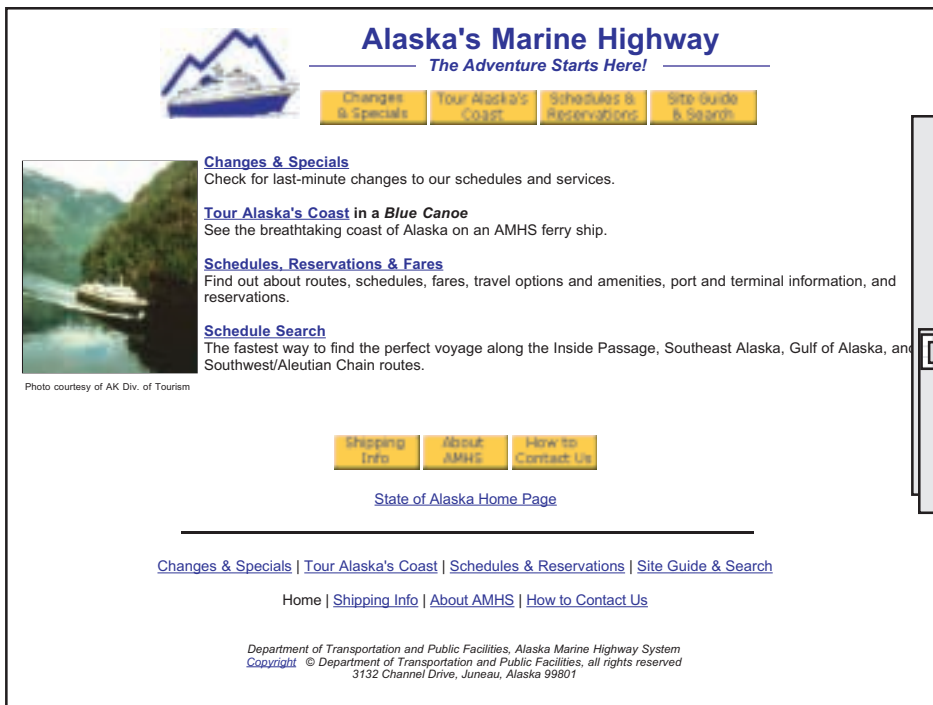 Alaska's Marine Highway
The Adventure Starts Here!
Changes
& Specials
Tour Alaska's
Coast
Schedules &
Reservations
Site Guide
& Search
Changes & Specials
Check for last-minute changes to our schedules and services.
Tour Alaska's Coast in a Blue Canoe
See the breathtaking coast of Alaska on an AMHS ferry ship.
Schedules, Reservations & Fares
Find out about routes, schedules, fares, travel options and amenities, port and terminal information, and
reservations.
Schedule Search
The fastest way to find the perfect voyage along the Inside Passage, Southeast Alaska, Gulf of Alaska, and
Southwest/Aleutian Chain routes.
Photo courtesy of AK Div. of Tourism
Shipping
Info
About
AMHS
How to
Contact Us
State of Alaska Home Page
Changes & Specials | Tour Alaska's Coast | Schedules & Reservations | Site Guide & Search
Home | Shipping Info | About AMHS | How to Contact Us
Department of Transportation and Public Facilities, Alaska Marine Highway System
Copyright © Department of Transportation and Public Facilities, all rights reserved
3132 Channel Drive, Juneau, Alaska 99801